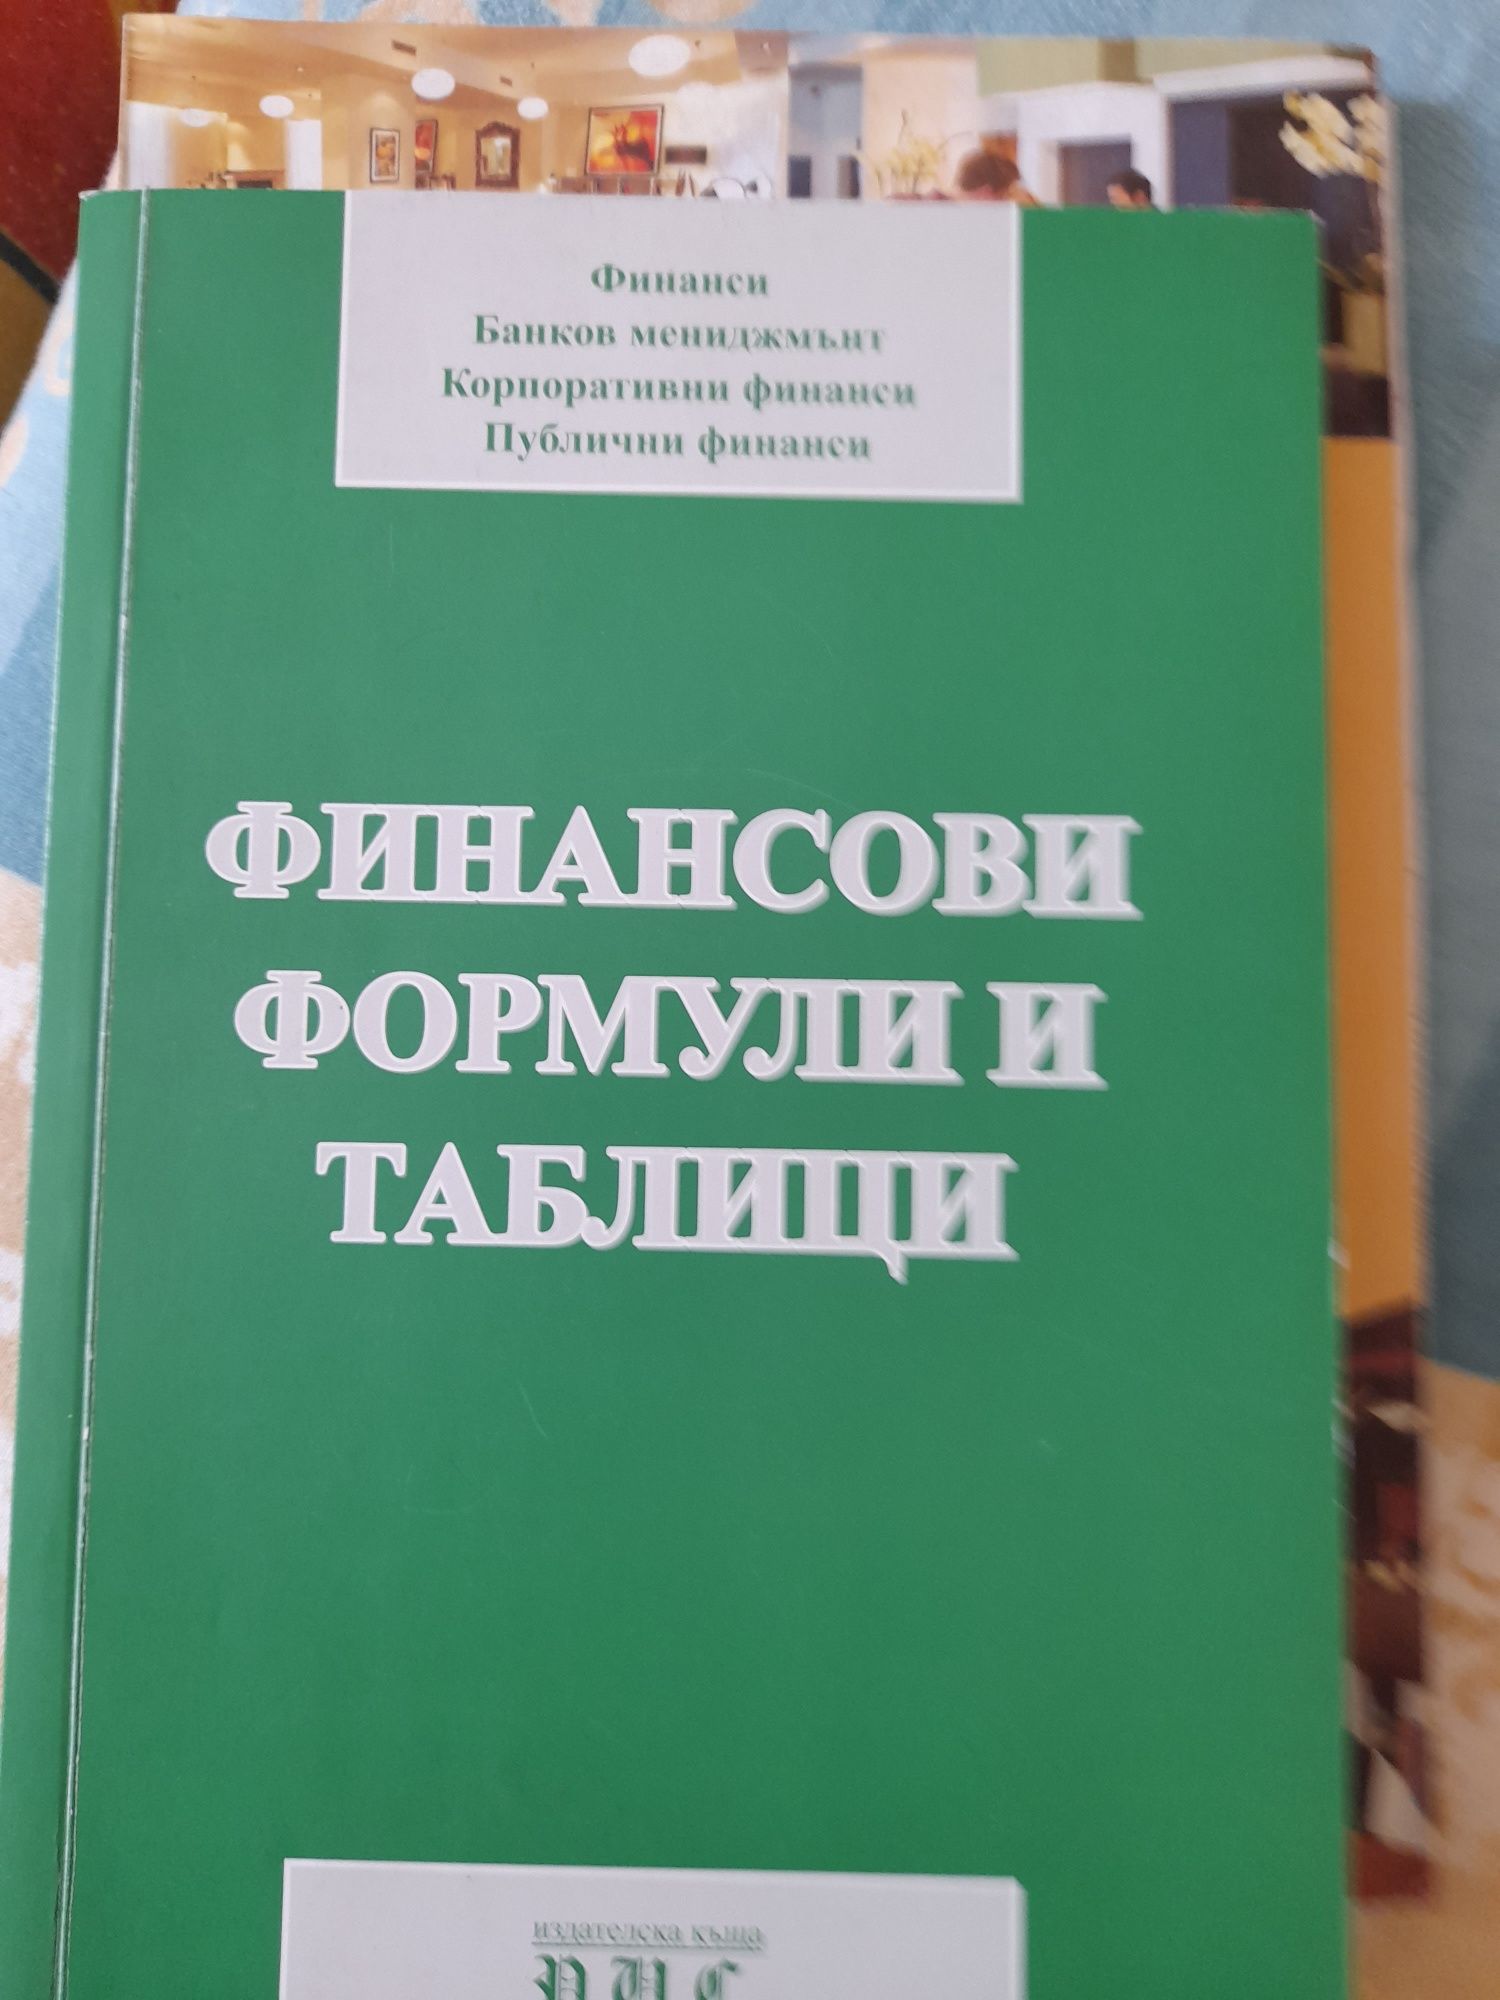 Финанси
Банков мениджмънт
Корпоративни финанси
Публични финанси
ФИНАНСОВИ
ФОРМУЛИ И
ТАБЛИЦИ
издателска къща